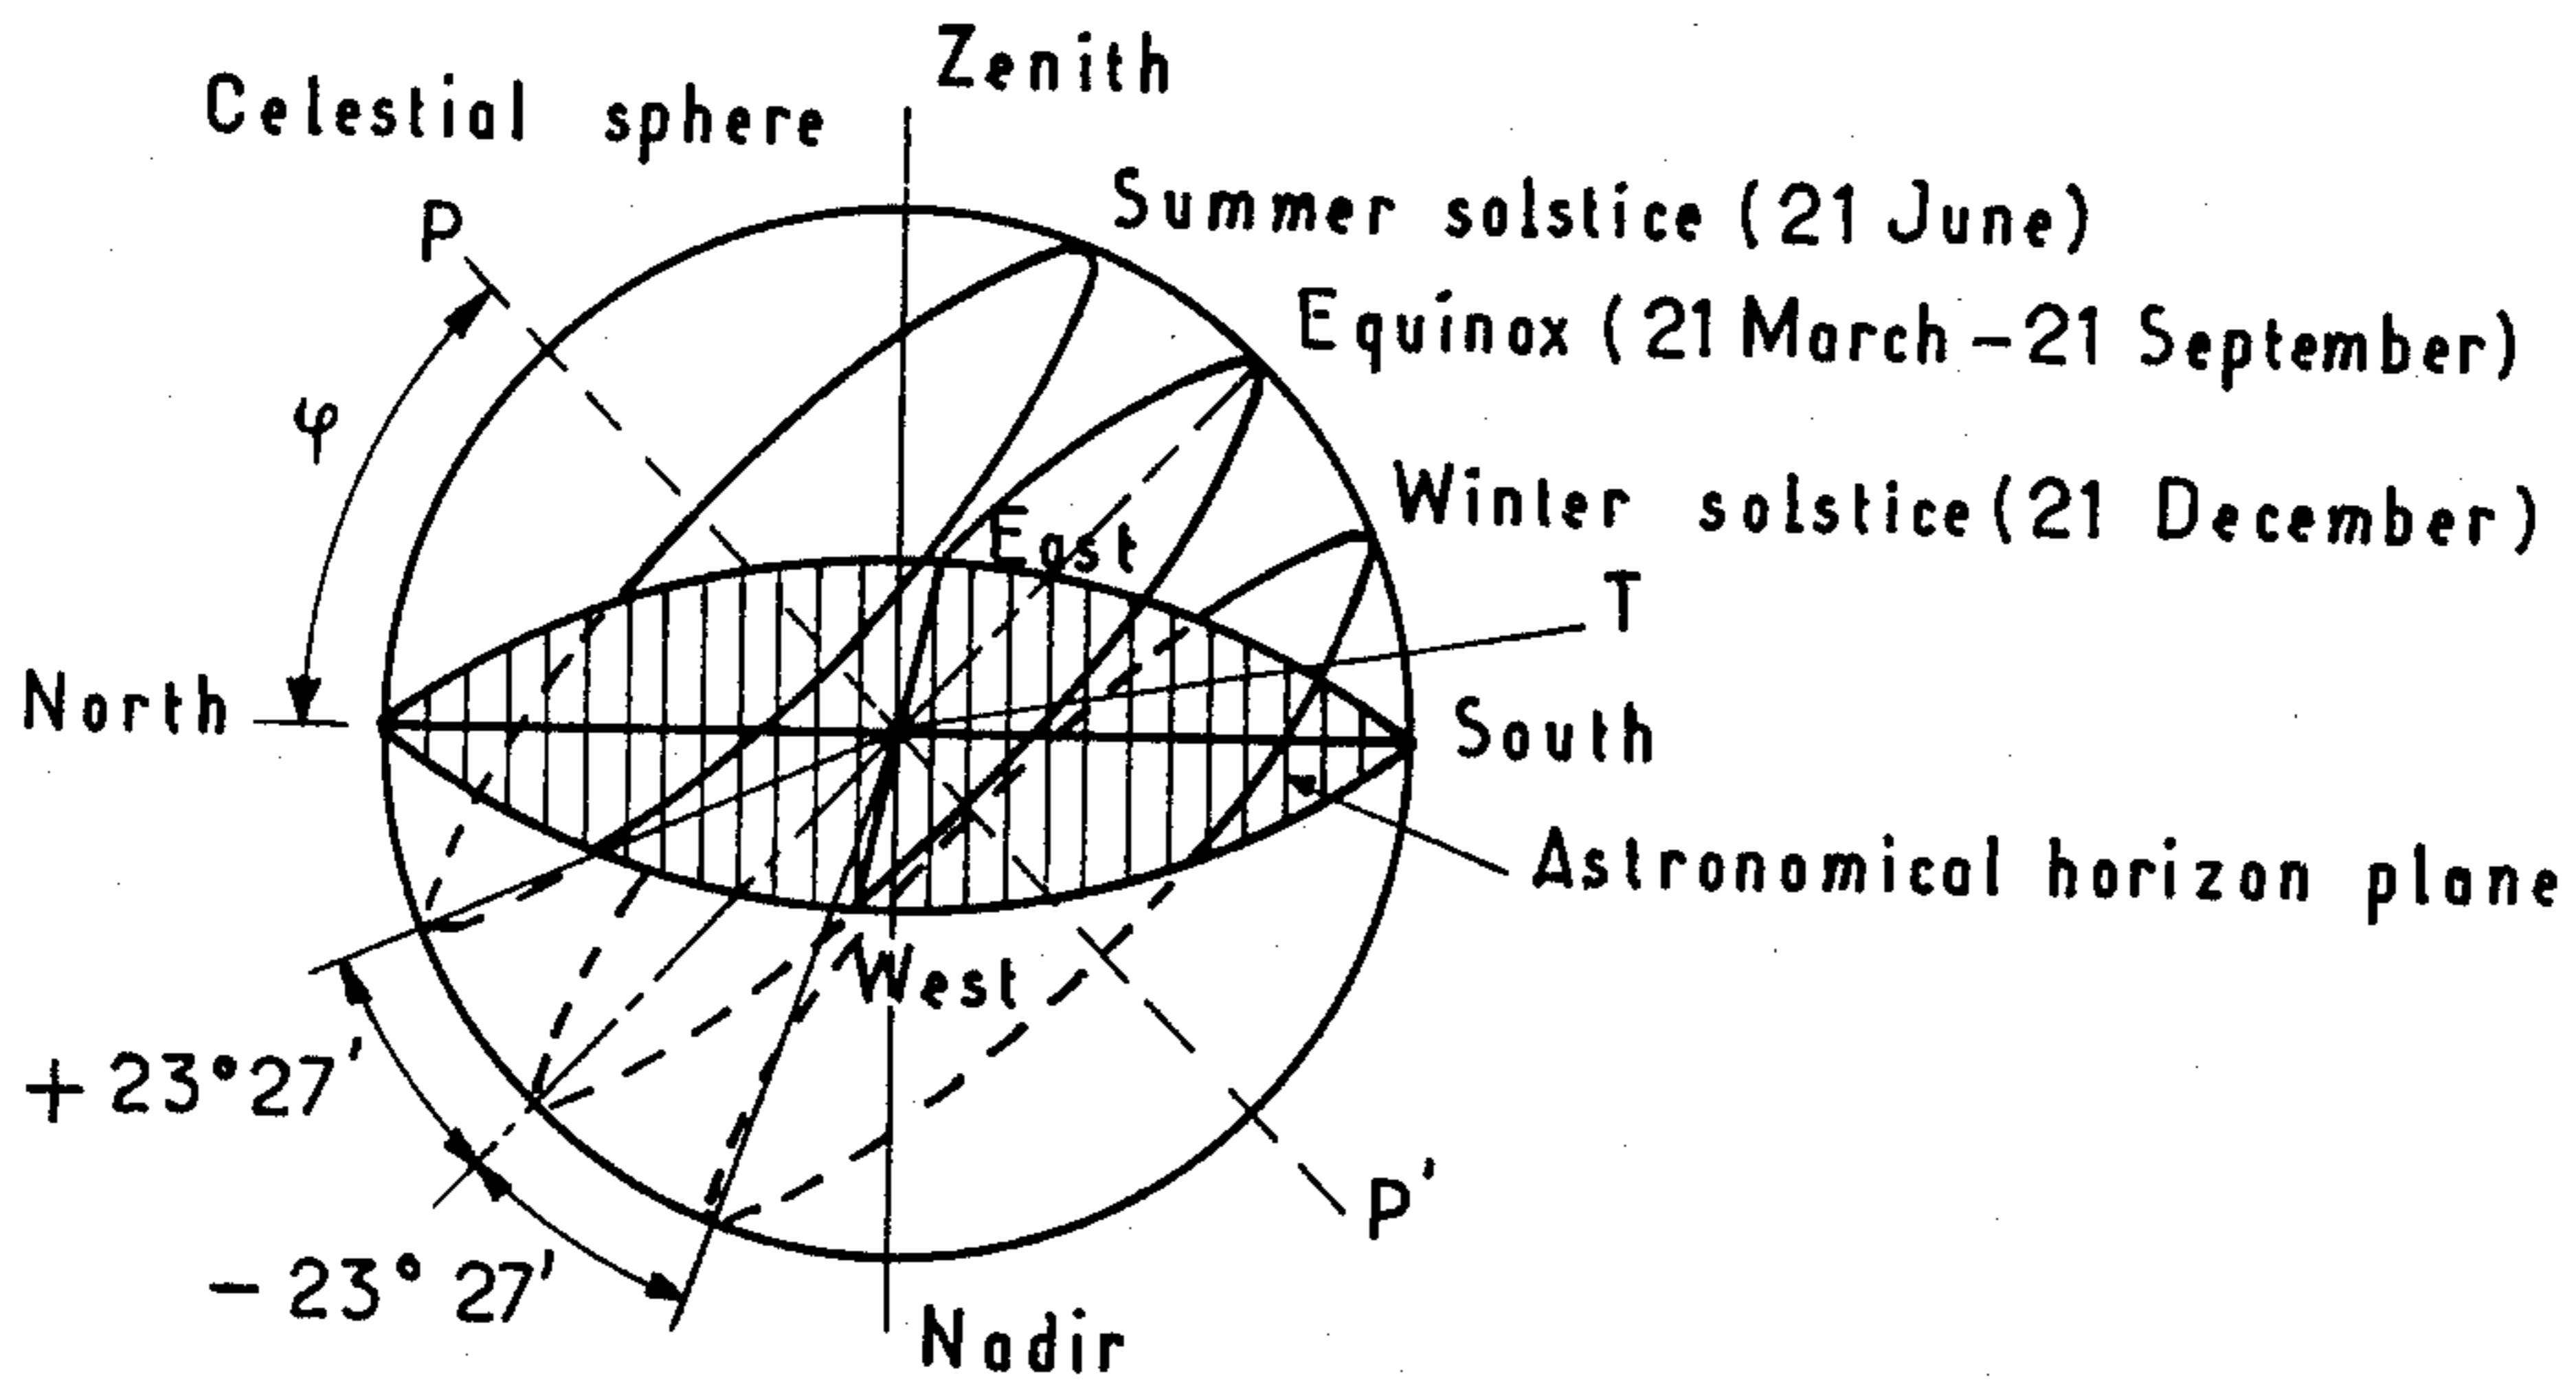 Zenith
Celestial sphere
P
Summer solstice (21 June)
Equinox (21 March - 21 September)
φ
Winter solstice (21 December)
East
T
North
South
Astronomical horizon plane
West
+ 23° 27'
P'
- 23° 27'
Nadir